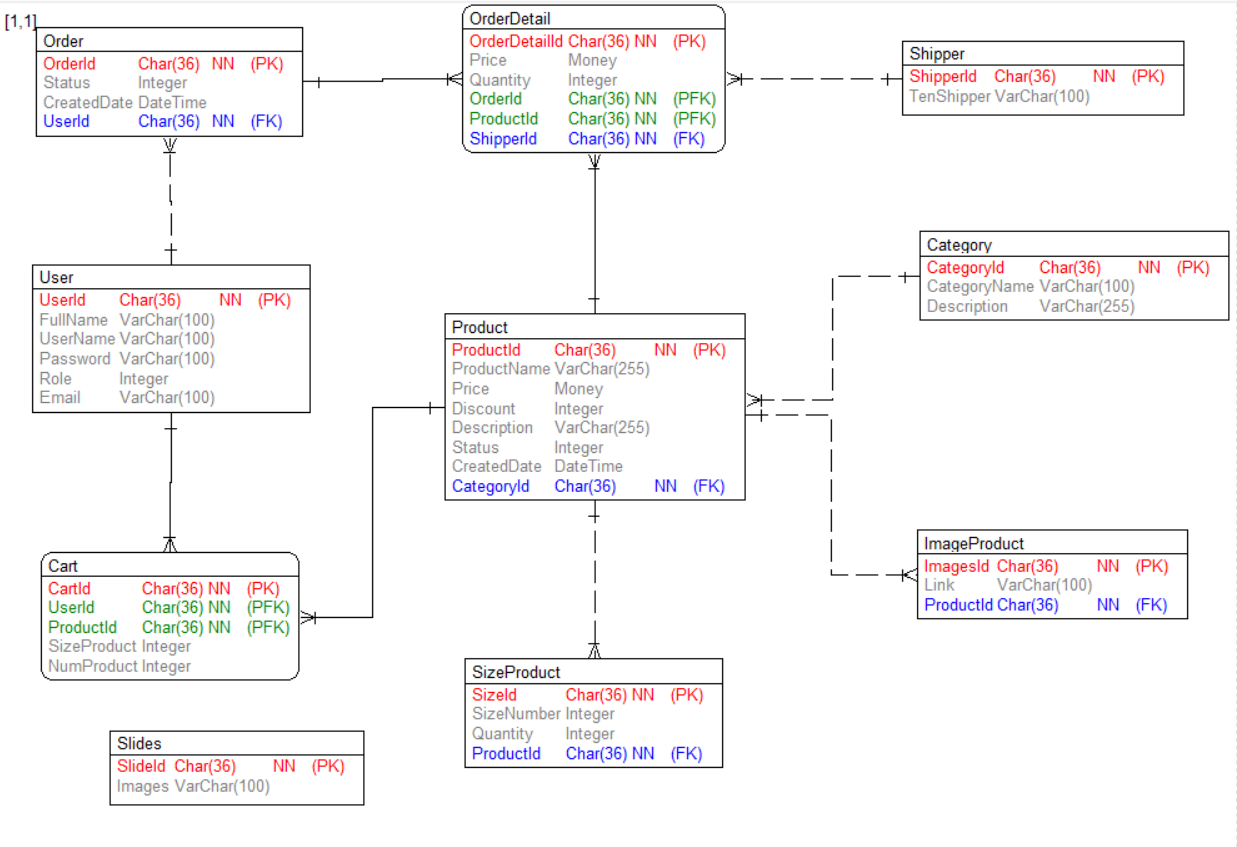 [1,1]
Order
OrderId Char(36) NN (PK)
Status Integer
CreatedDate DateTime
UserId Char(36) NN (FK)
OrderDetail
OrderDetailId Char(36) NN (PK)
Price Money
Quantity Integer
OrderId Char(36) NN (PFK)
ProductId Char(36) NN (PFK)
ShipperId Char(36) NN (FK)
Shipper
ShipperId Char(36) NN (PK)
TenShipper VarChar(100)
User
UserId Char(36) NN (PK)
FullName VarChar(100)
UserName VarChar(100)
Password VarChar(100)
Role Integer
Email VarChar(100)
Product
ProductId Char(36) NN (PK)
ProductName VarChar(255)
Price Money
Discount Integer
Description VarChar(255)
Status Integer
CreatedDate DateTime
CategoryId Char(36) NN (FK)
Category
CategoryId Char(36) NN (PK)
CategoryName VarChar(100)
Description VarChar(255)
Cart
CartId Char(36) NN (PK)
UserId Char(36) NN (PFK)
ProductId Char(36) NN (PFK)
SizeProduct Integer
NumProduct Integer
SizeProduct
SizeId Char(36) NN (PK)
SizeNumber Integer
Quantity Integer
ProductId Char(36) NN (FK)
ImageProduct
ImagesId Char(36) NN (PK)
Link VarChar(100)
ProductId Char(36) NN (FK)
Slides
SlideId Char(36) NN (PK)
Images VarChar(100)